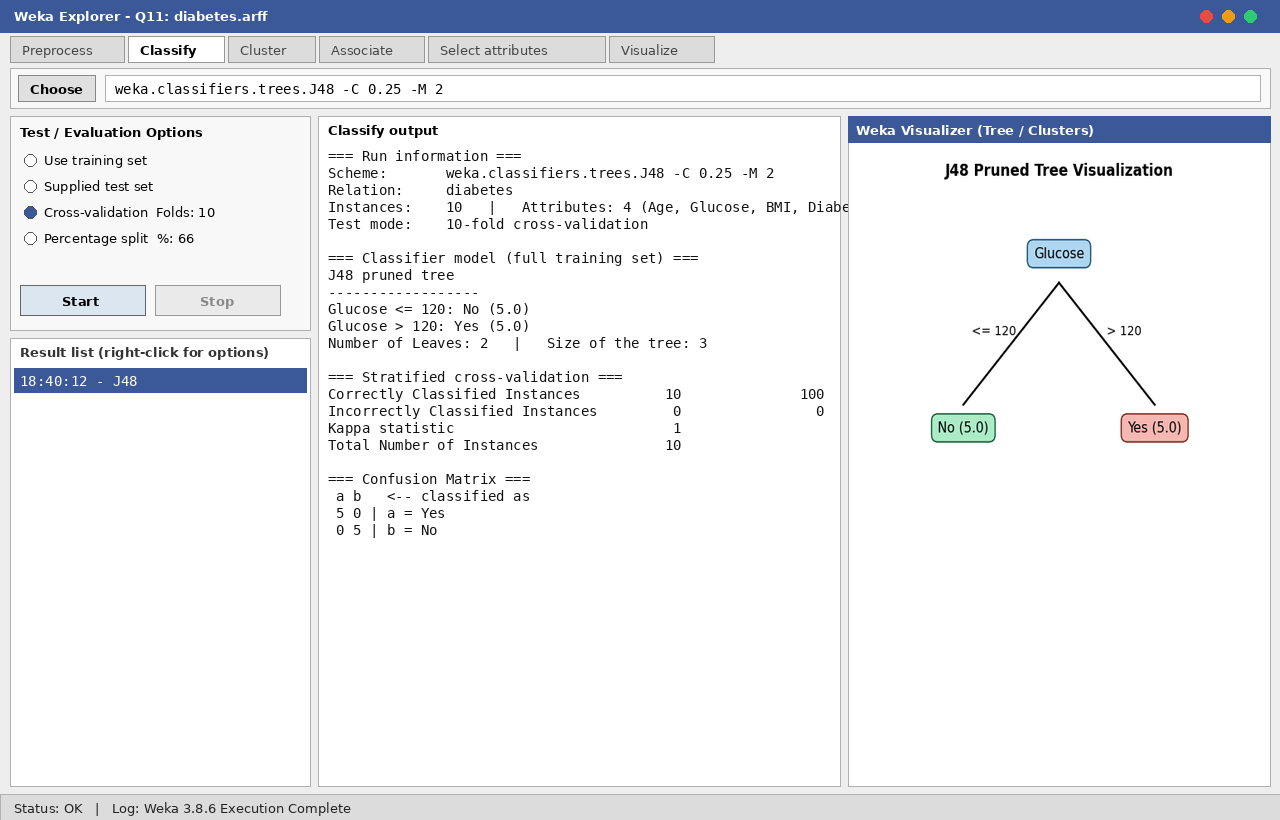 Weka Explorer - Q11: diabetes.arff
Preprocess Classify Cluster Associate Select attributes Visualize
Choose weka.classifiers.trees.J48 -C 0.25 -M 2
Test / Evaluation Options
Use training set
Supplied test set
Cross-validation Folds: 10
Percentage split %: 66
Start Stop
Result list (right-click for options)
18:40:12 - J48
Classify output
=== Run information ===
Scheme: weka.classifiers.trees.J48 -C 0.25 -M 2
Relation: diabetes
Instances: 10 | Attributes: 4 (Age, Glucose, BMI, Diabe
Test mode: 10-fold cross-validation
=== Classifier model (full training set) ===
J48 pruned tree
------------------
Glucose <= 120: No (5.0)
Glucose > 120: Yes (5.0)
Number of Leaves: 2 | Size of the tree: 3
=== Stratified cross-validation ===
Correctly Classified Instances 10 100
Incorrectly Classified Instances 0 0
Kappa statistic 1
Total Number of Instances 10
=== Confusion Matrix ===
a b <-- classified as
5 0 | a = Yes
0 5 | b = No
Weka Visualizer (Tree / Clusters)
J48 Pruned Tree Visualization
Glucose
<= 120 > 120
No (5.0) Yes (5.0)
Status: OK | Log: Weka 3.8.6 Execution Complete